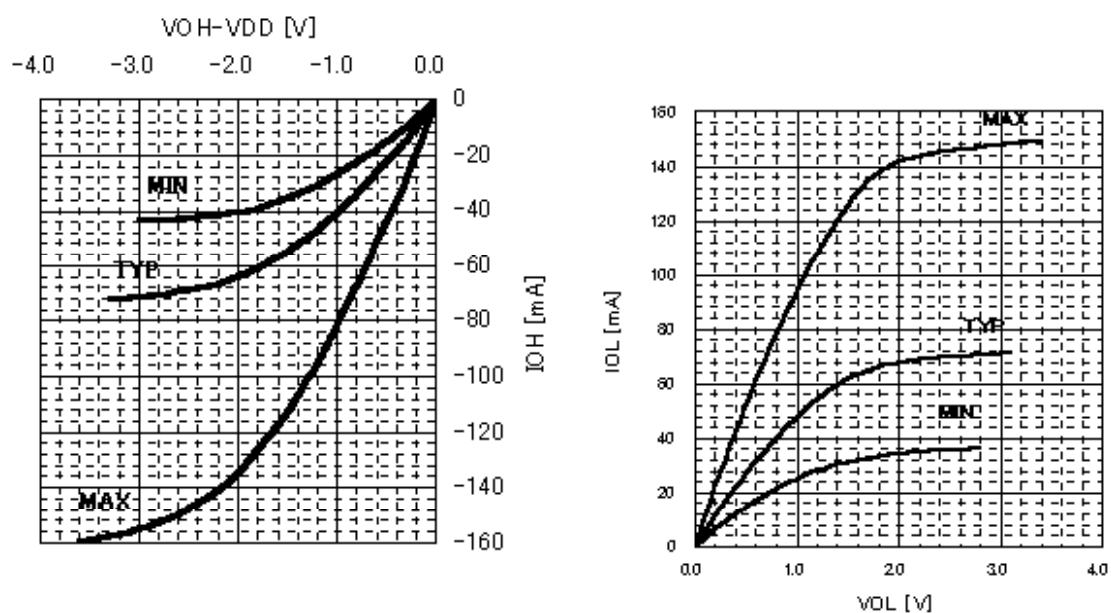 VOH-VDD [V]
-4.0 -3.0 -2.0 -1.0 0.0
0
-20
-40
-60
-80
-100
-120
-140
-160
IOH [mA]
MIN
TYP
MAX
160
140
120
100
80
60
40
20
0
IOL [mA]
MAX
TYP
MIN
0.0 1.0 2.0 3.0 4.0
VOL [V]